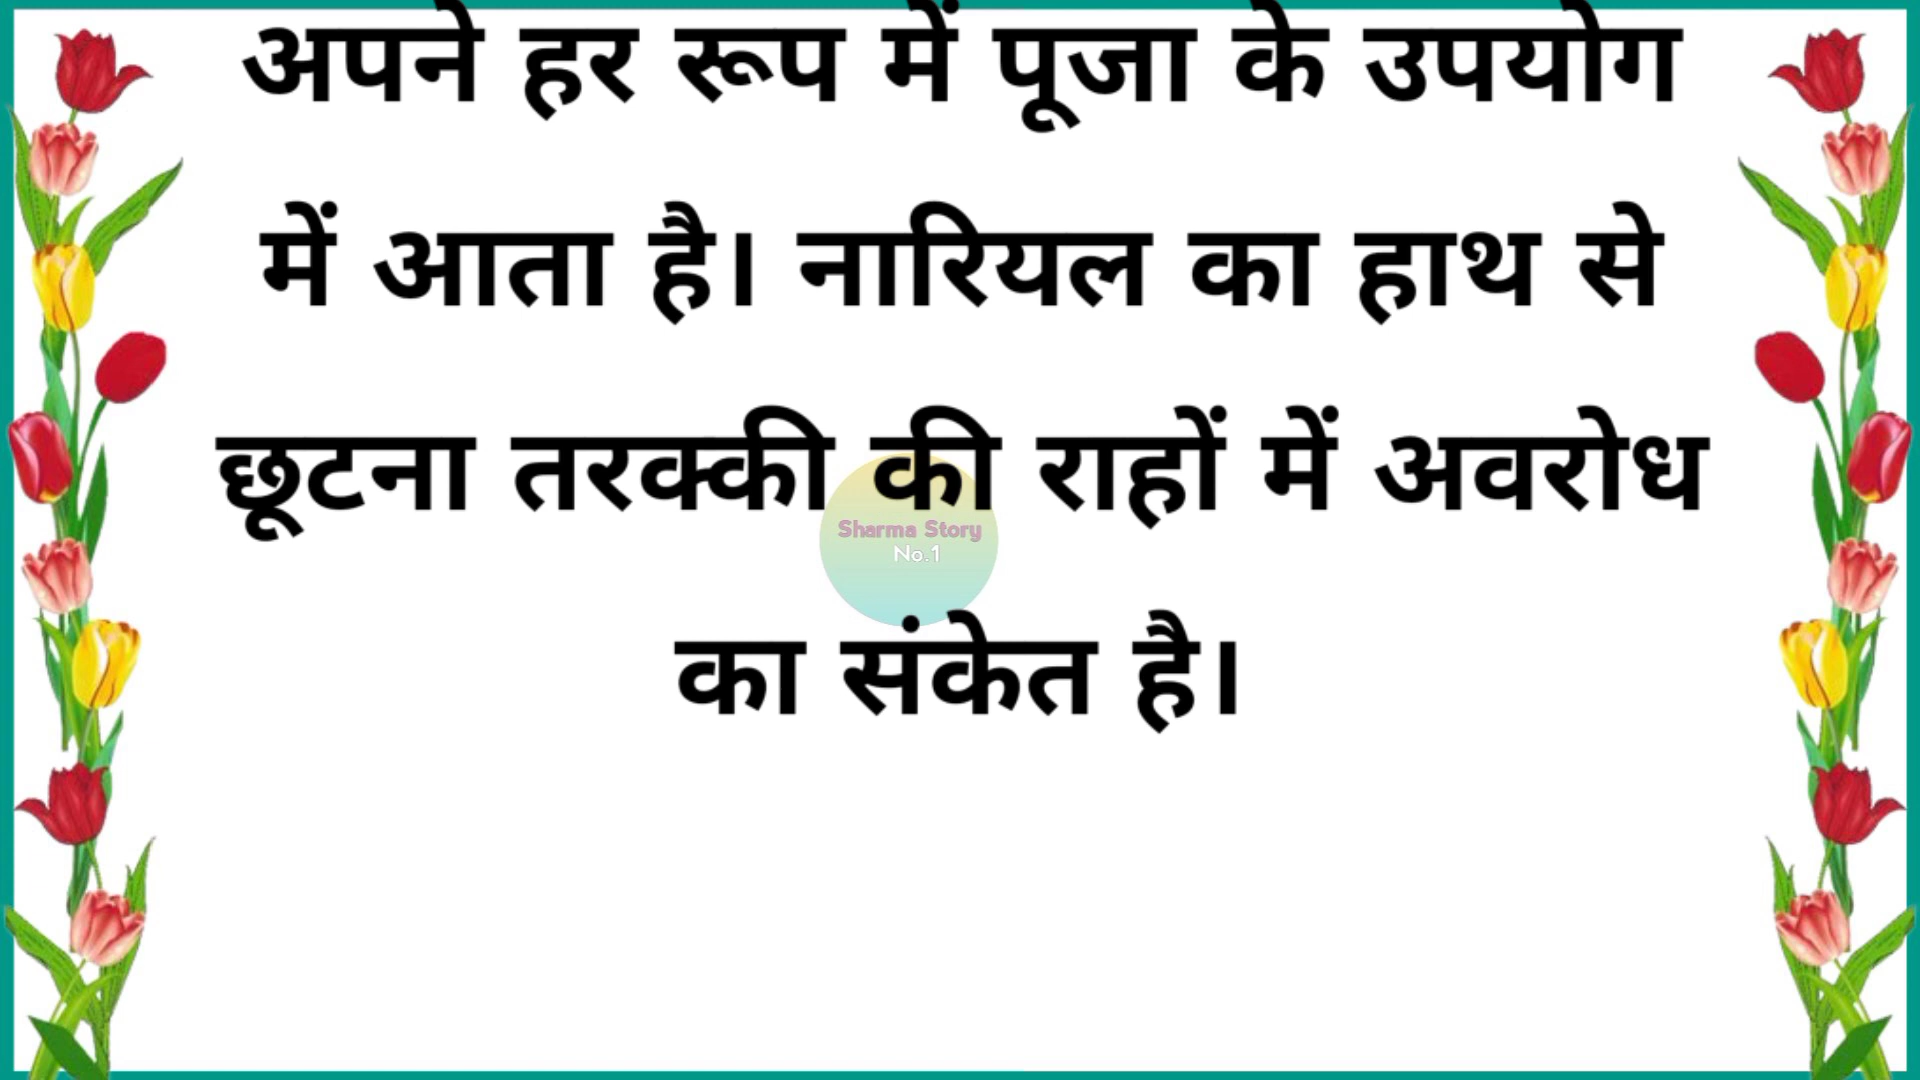 अपने हर रूप में पूजा के उपयोग
में आता है। नारियल का हाथ से
छूटना तरक्की की राहों में अवरोध
Sharma Story
No.1
का संकेत है।